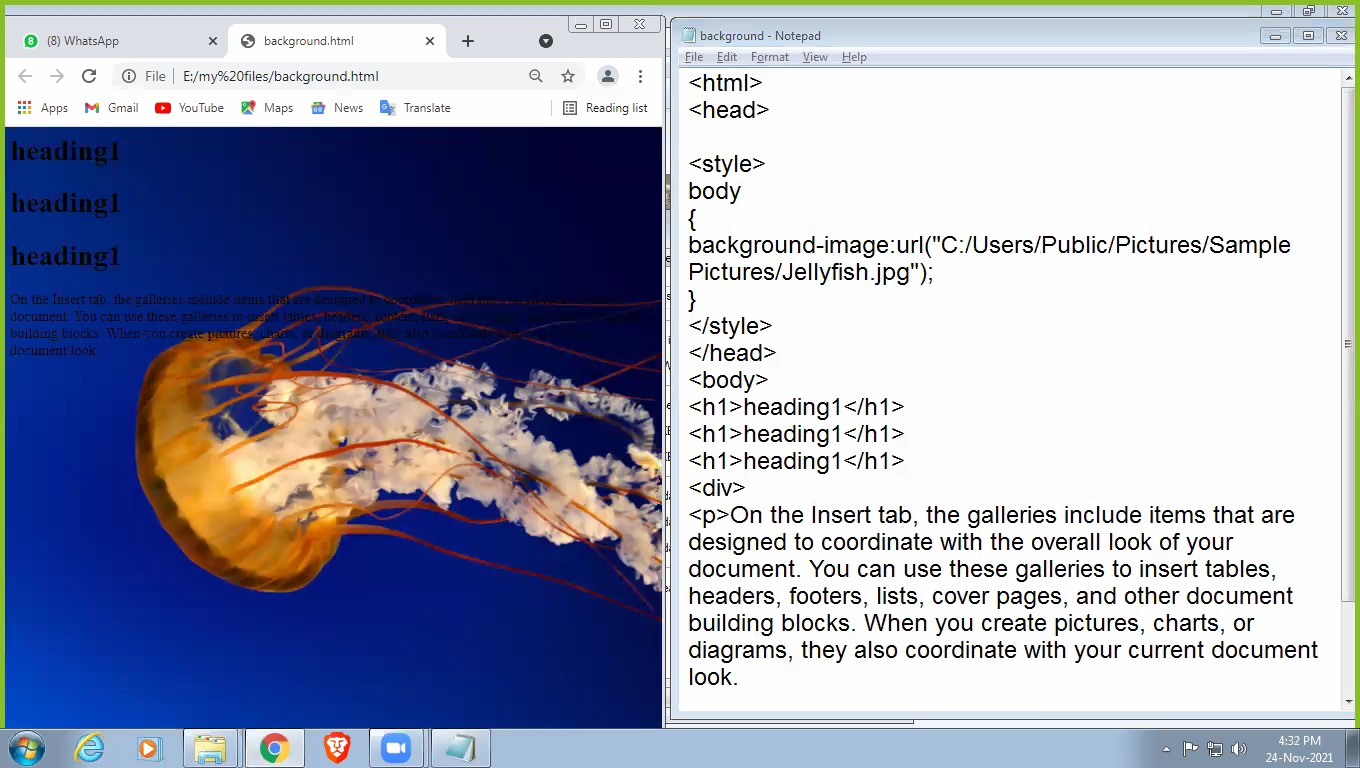 (8) WhatsApp
background.html
File
E:/my%20files/background.html
Apps
Gmail
YouTube
Maps
News
Translate
Reading list
heading1
heading1
heading1
On the Insert tab, the galleries include items that are designed to coordinate
document. You can use these galleries to insert tables, headers, footers,
building blocks. When you create pictures, charts, or diagrams, they also coordinate
document look.
background - Notepad
File Edit Format View Help
<html>
<head>
<style>
body
{
background-image:url("C:/Users/Public/Pictures/Sample
Pictures/Jellyfish.jpg");
}
</style>
</head>
<body>
<h1>heading1</h1>
<h1>heading1</h1>
<h1>heading1</h1>
<div>
<p>On the Insert tab, the galleries include items that are
designed to coordinate with the overall look of your
document. You can use these galleries to insert tables,
headers, footers, lists, cover pages, and other document
building blocks. When you create pictures, charts, or
diagrams, they also coordinate with your current document
look.
4:32 PM
24-Nov-2021